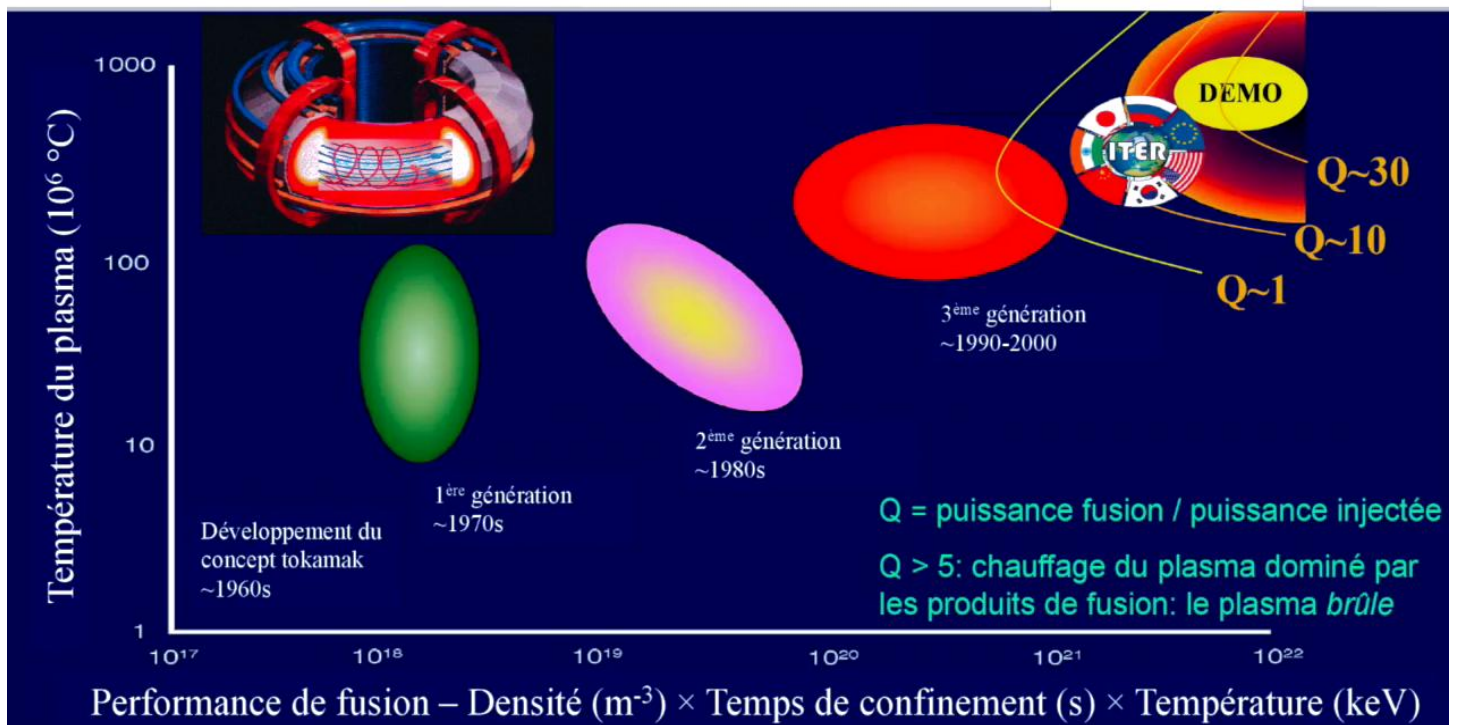 1000
100
10
1
Température du plasma (10⁶ °C)
DEMO
ITER
Q~30
Q~10
Q~1
3ème génération
~1990-2000
2ème génération
~1980s
1ère génération
~1970s
Développement du
concept tokamak
~1960s
Q = puissance fusion / puissance injectée
Q > 5: chauffage du plasma dominé par
les produits de fusion: le plasma brûle
10¹⁷ 10¹⁸ 10¹⁹ 10²⁰ 10²¹ 10²²
Performance de fusion – Densité (m⁻³) × Temps de confinement (s) × Température (keV)